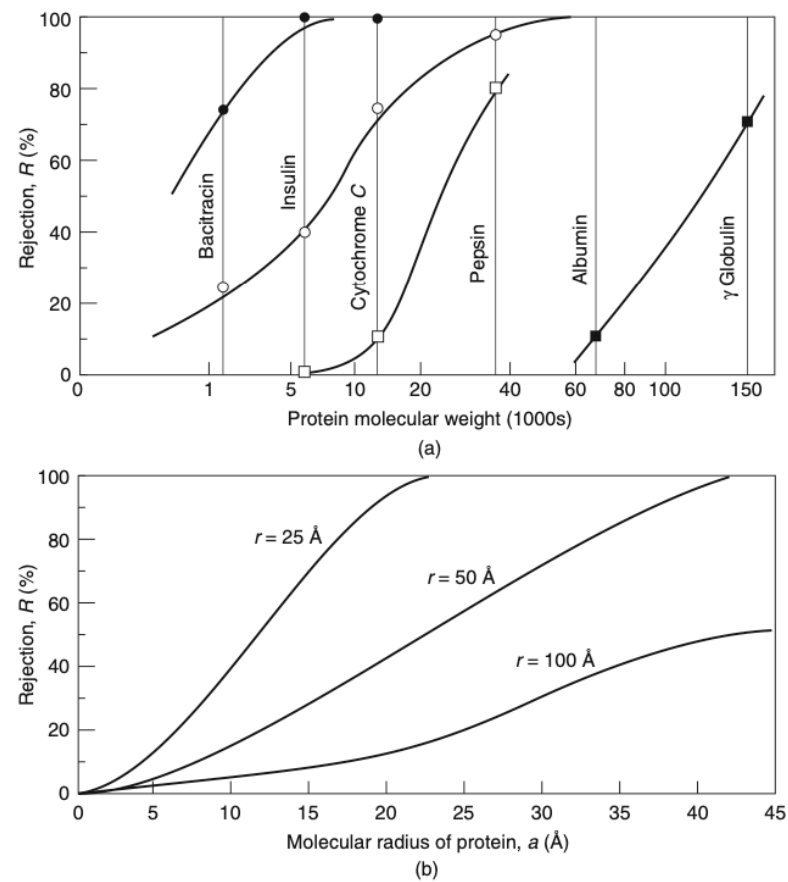 100
80
60
40
20
0
Rejection, R (%)
Bacitracin
Insulin
Cytochrome C
Pepsin
Albumin
γ Globulin
0 1 5 10 20 40 60 80 100 150
Protein molecular weight (1000s)
(a)
100
80
60
40
20
0
Rejection, R (%)
r = 25 Å
r = 50 Å
r = 100 Å
0 5 10 15 20 25 30 35 40 45
Molecular radius of protein, a (Å)
(b)